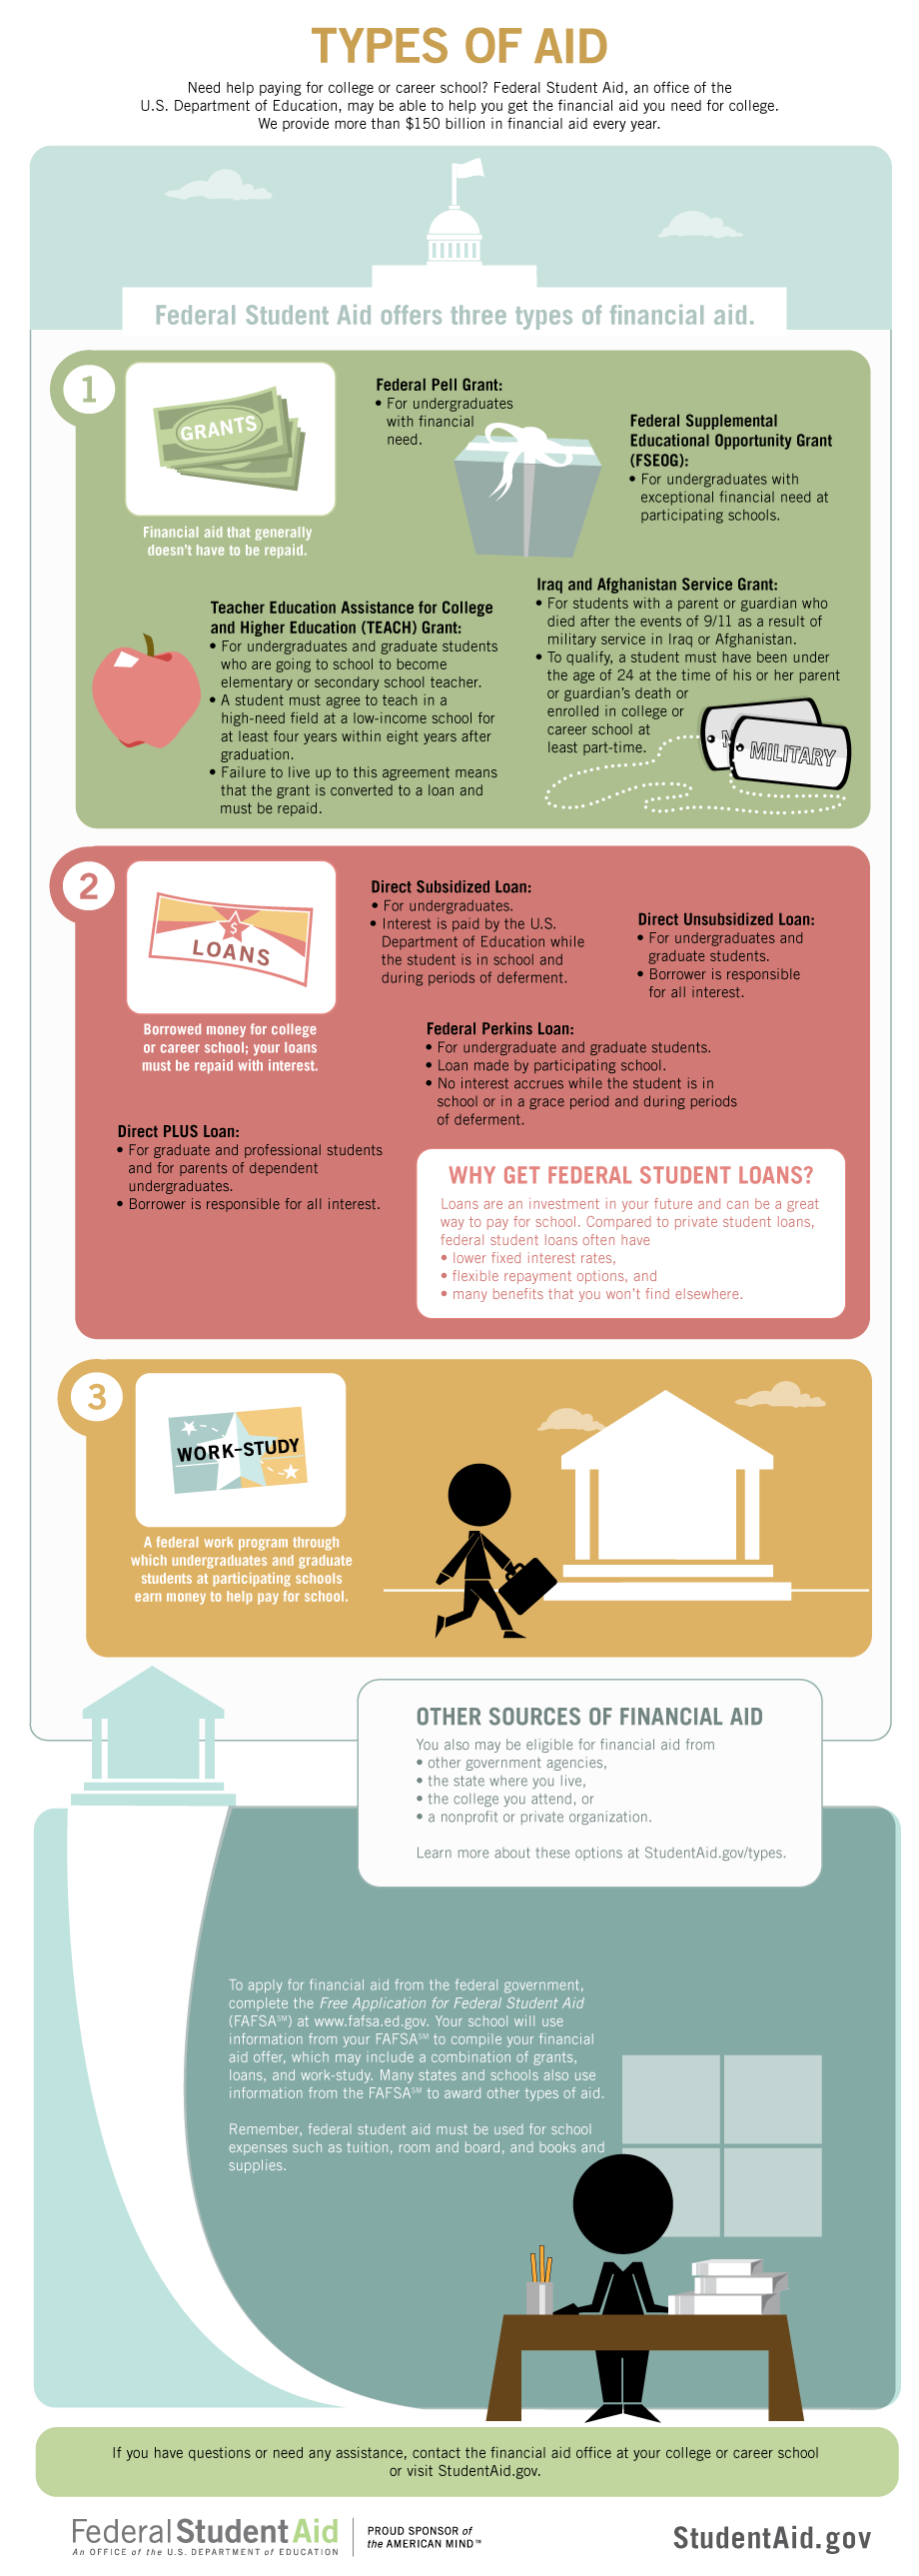 TYPES OF AID
Need help paying for college or career school? Federal Student Aid, an office of the
U.S. Department of Education, may be able to help you get the financial aid you need for college.
We provide more than $150 billion in financial aid every year.
Federal Student Aid offers three types of financial aid.
1
GRANTS
Financial aid that generally
doesn't have to be repaid.
Federal Pell Grant:
• For undergraduates
with financial
need.
Federal Supplemental
Educational Opportunity Grant
(FSEOG):
• For undergraduates with
exceptional financial need at
participating schools.
Teacher Education Assistance for College
and Higher Education (TEACH) Grant:
• For undergraduates and graduate students
who are going to school to become
elementary or secondary school teacher.
• A student must agree to teach in a
high-need field at a low-income school for
at least four years within eight years after
graduation.
• Failure to live up to this agreement means
that the grant is converted to a loan and
must be repaid.
Iraq and Afghanistan Service Grant:
• For students with a parent or guardian who
died after the events of 9/11 as a result of
military service in Iraq or Afghanistan.
• To qualify, a student must have been under
the age of 24 at the time of his or her parent
or guardian's death or
enrolled in college or
career school at
least part-time.
M
MILITARY
2
LOANS
$
Borrowed money for college
or career school; your loans
must be repaid with interest.
Direct Subsidized Loan:
• For undergraduates.
• Interest is paid by the U.S.
Department of Education while
the student is in school and
during periods of deferment.
Direct Unsubsidized Loan:
• For undergraduates and
graduate students.
• Borrower is responsible
for all interest.
Federal Perkins Loan:
• For undergraduate and graduate students.
• Loan made by participating school.
• No interest accrues while the student is in
school or in a grace period and during periods
of deferment.
Direct PLUS Loan:
• For graduate and professional students
and for parents of dependent
undergraduates.
• Borrower is responsible for all interest.
WHY GET FEDERAL STUDENT LOANS?
Loans are an investment in your future and can be a great
way to pay for school. Compared to private student loans,
federal student loans often have
• lower fixed interest rates,
• flexible repayment options, and
• many benefits that you won't find elsewhere.
3
WORK-STUDY
A federal work program through
which undergraduates and graduate
students at participating schools
earn money to help pay for school.
OTHER SOURCES OF FINANCIAL AID
You also may be eligible for financial aid from
• other government agencies,
• the state where you live,
• the college you attend, or
• a nonprofit or private organization.
Learn more about these options at StudentAid.gov/types.
To apply for financial aid from the federal government,
complete the Free Application for Federal Student Aid
(FAFSA℠) at www.fafsa.ed.gov. Your school will use
information from your FAFSA℠ to compile your financial
aid offer, which may include a combination of grants,
loans, and work-study. Many states and schools also use
information from the FAFSA℠ to award other types of aid.
Remember, federal student aid must be used for school
expenses such as tuition, room and board, and books and
supplies.
If you have questions or need any assistance, contact the financial aid office at your college or career school
or visit StudentAid.gov.
Federal Student Aid
An OFFICE of the U.S. DEPARTMENT of EDUCATION
PROUD SPONSOR of
the AMERICAN MIND™
StudentAid.gov